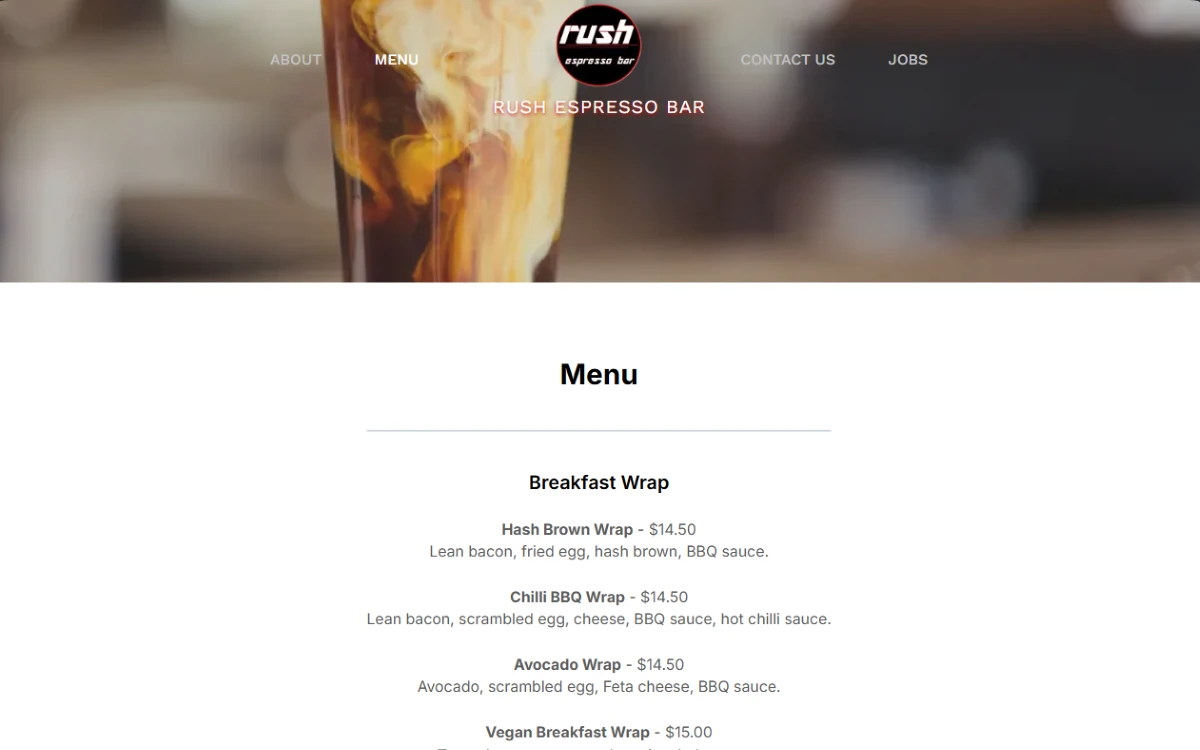 rush
espresso bar
ABOUT
MENU
CONTACT US
JOBS
RUSH ESPRESSO BAR
Menu
Breakfast Wrap
Hash Brown Wrap - $14.50
Lean bacon, fried egg, hash brown, BBQ sauce.
Chilli BBQ Wrap - $14.50
Lean bacon, scrambled egg, cheese, BBQ sauce, hot chilli sauce.
Avocado Wrap - $14.50
Avocado, scrambled egg, Feta cheese, BBQ sauce.
Vegan Breakfast Wrap - $15.00